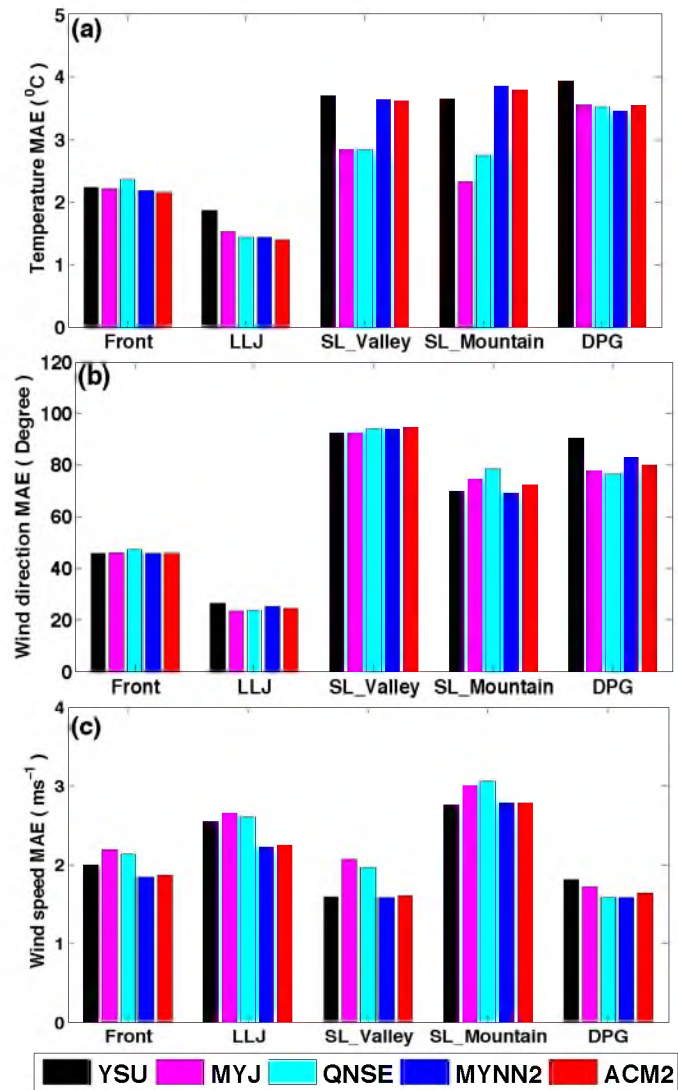 (a)
Temperature MAE ( ⁰C )
5
4
3
2
1
0
Front LLJ SL_Valley SL_Mountain DPG
(b)
Wind direction MAE ( Degree )
120
100
80
60
40
20
0
Front LLJ SL_Valley SL_Mountain DPG
(c)
Wind speed MAE ( ms⁻¹ )
4
3
2
1
0
Front LLJ SL_Valley SL_Mountain DPG
YSU MYJ QNSE MYNN2 ACM2